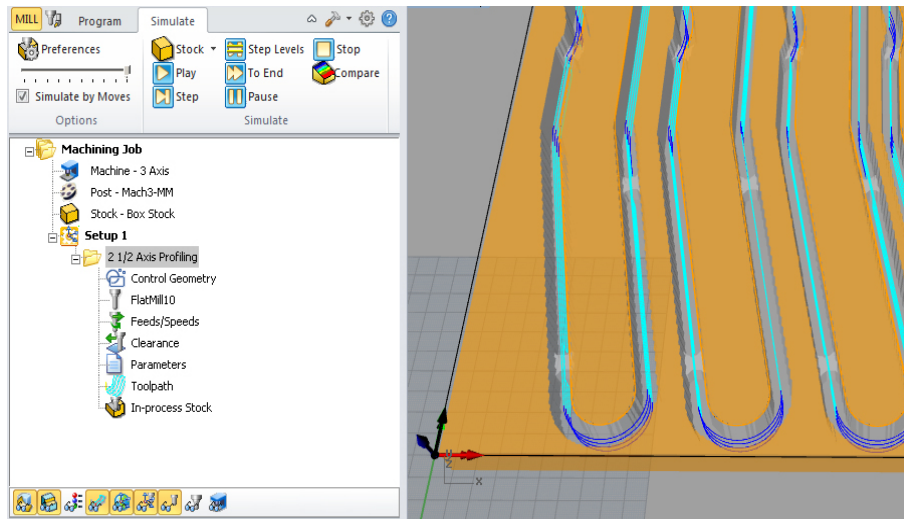 MILL Program Simulate
Preferences Stock Step Levels Stop
Play To End Compare
Simulate by Moves Step Pause
Options Simulate
Machining Job
Machine - 3 Axis
Post - Mach3-MM
Stock - Box Stock
Setup 1
2 1/2 Axis Profiling
Control Geometry
FlatMill10
Feeds/Speeds
Clearance
Parameters
Toolpath
In-process Stock
y
z
x